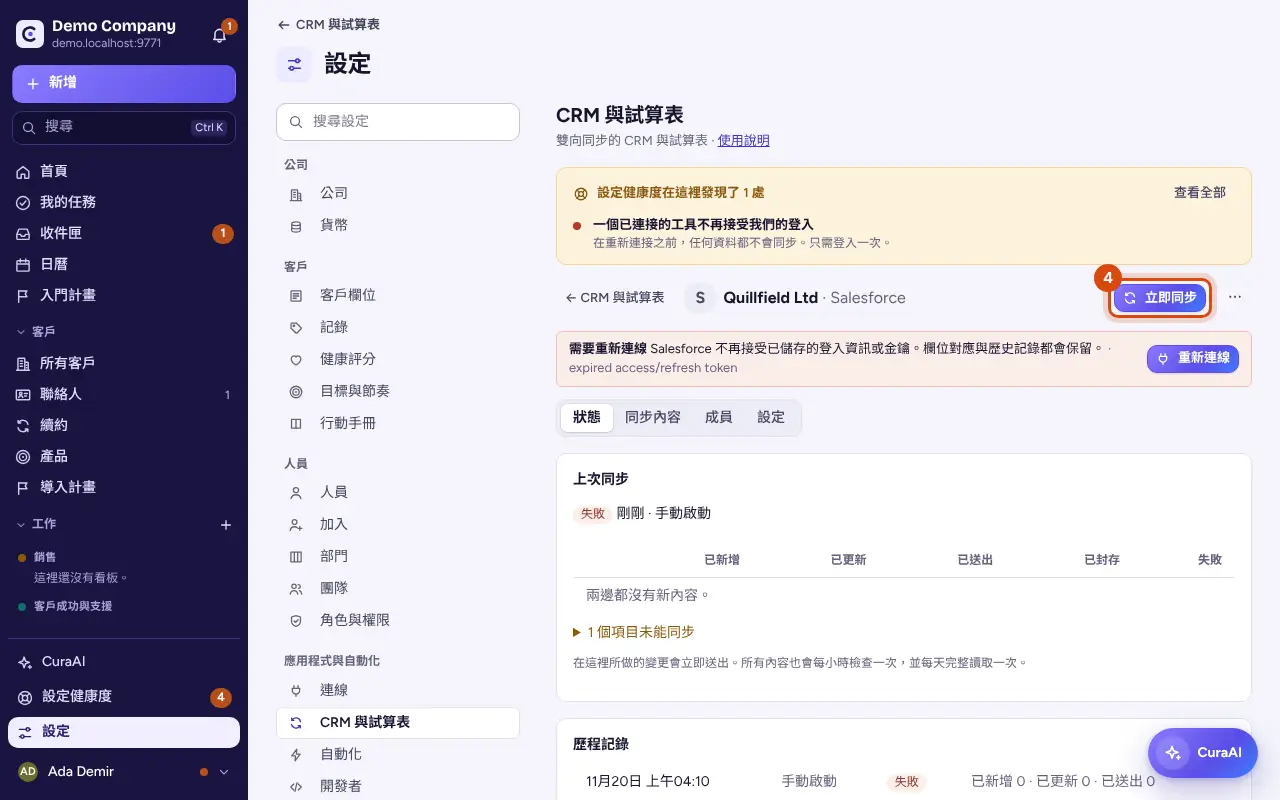 Demo Company
demo.localhost:9771
1
新增
搜尋
Ctrl K
首頁
我的任務
收件匣
1
日曆
入門計畫
客戶
所有客戶
聯絡人
1
續約
產品
導入計畫
工作
銷售
這裡還沒有看板。
客戶成功與支援
CuraAI
設定健康度
4
設定
AD
Ada Demir
← CRM 與試算表
設定
搜尋設定
公司
公司
貨幣
客戶
客戶欄位
記錄
健康評分
目標與節奏
行動手冊
人員
人員
加入
部門
團隊
角色與權限
應用程式與自動化
連線
CRM 與試算表
自動化
開發者
CRM 與試算表
雙向同步的 CRM 與試算表 · 使用說明
設定健康度在這裡發現了 1 處
查看全部
一個已連接的工具不再接受我們的登入
在重新連接之前，任何資料都不會同步。只需登入一次。
← CRM 與試算表
S
Quillfield Ltd · Salesforce
4
立即同步
···
需要重新連線 Salesforce 不再接受已儲存的登入資訊或金鑰。欄位對應與歷史記錄都會保留。 ·
expired access/refresh token
重新連線
狀態
同步內容
成員
設定
上次同步
失敗 剛剛 · 手動啟動
已新增 已更新 已送出 已封存 失敗
兩邊都沒有新內容。
1 個項目未能同步
在這裡所做的變更會立即送出。所有內容也會每小時檢查一次，並每天完整讀取一次。
歷程記錄
11月20日 上午04:10 手動啟動 失敗 已新增 0 · 已更新 0 · 已送出 0
CuraAI